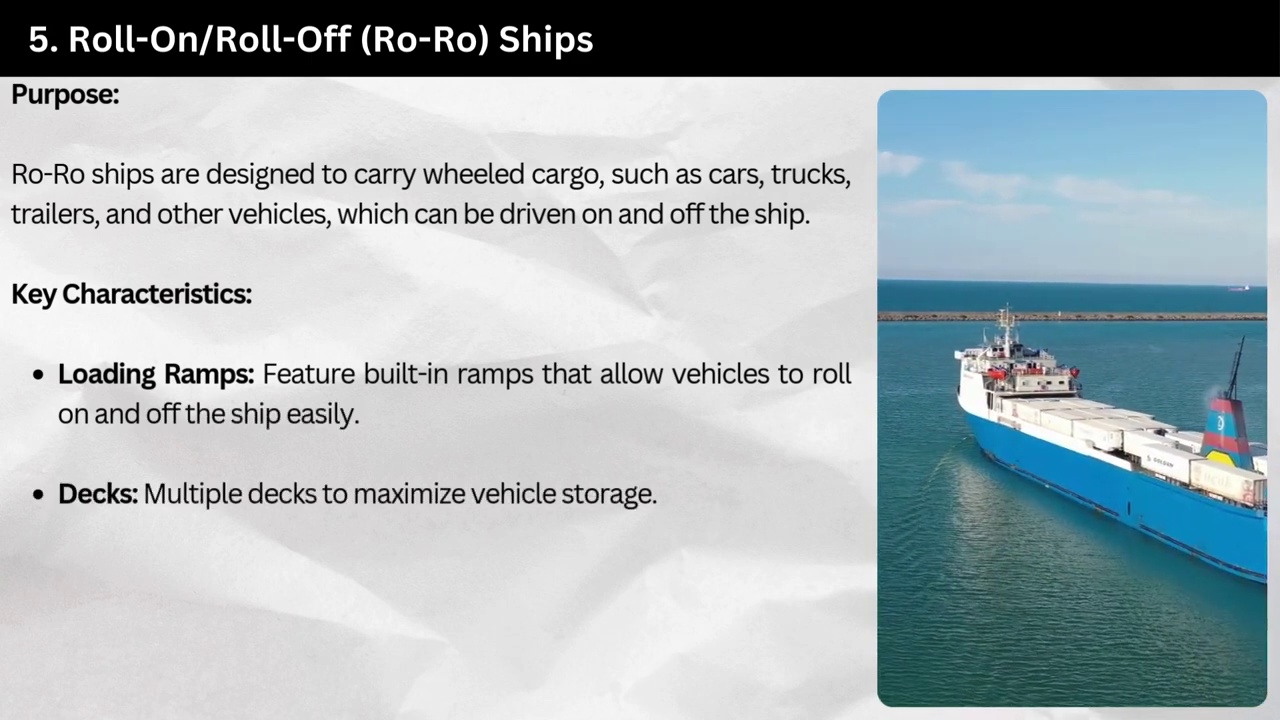 5. Roll-On/Roll-Off (Ro-Ro) Ships
Purpose:
Ro-Ro ships are designed to carry wheeled cargo, such as cars, trucks,
trailers, and other vehicles, which can be driven on and off the ship.
Key Characteristics:
• Loading Ramps: Feature built-in ramps that allow vehicles to roll
on and off the ship easily.
• Decks: Multiple decks to maximize vehicle storage.